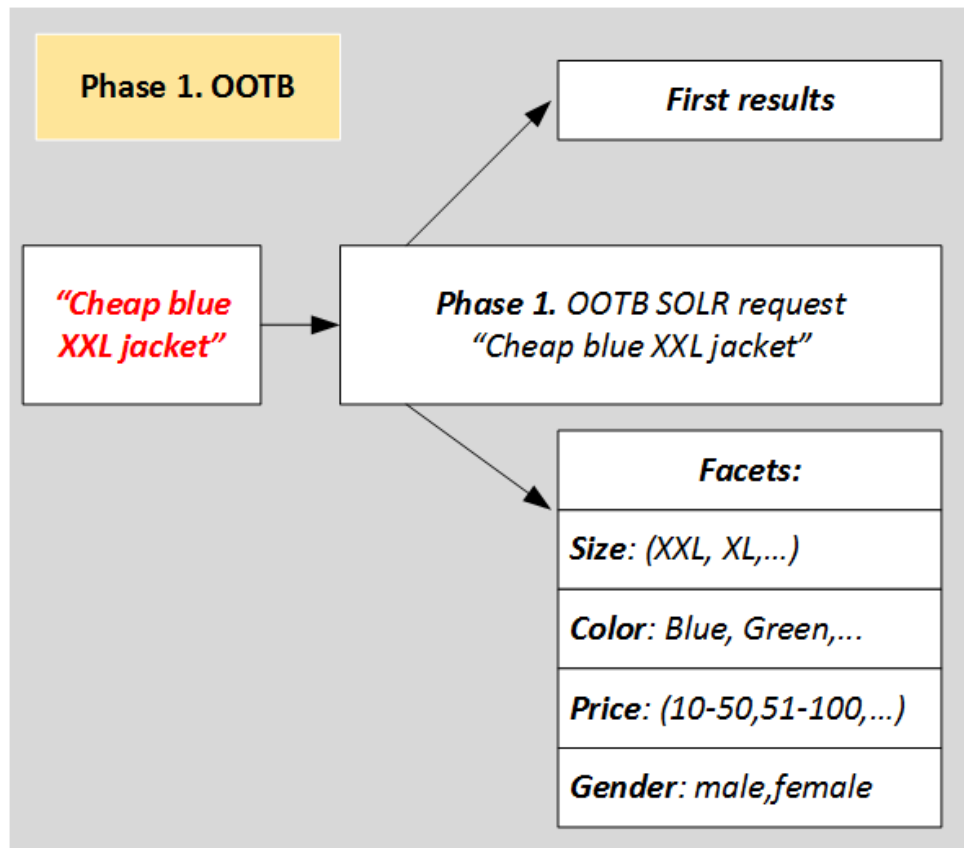 Phase 1. OOTB
First results
“Cheap blue
XXL jacket”
Phase 1. OOTB SOLR request
“Cheap blue XXL jacket”
Facets:
Size: (XXL, XL,...)
Color: Blue, Green,...
Price: (10-50,51-100,...)
Gender: male,female